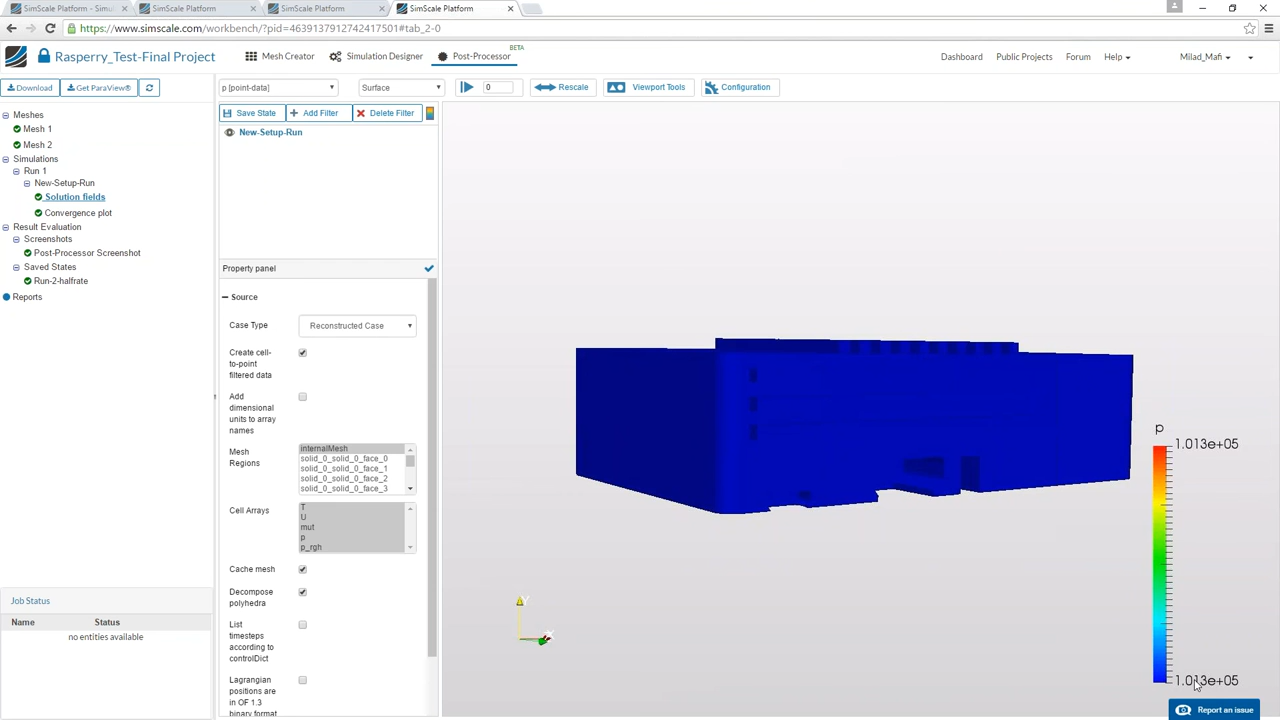 SimScale Platform - Simu
SimScale Platform
SimScale Platform
SimScale Platform
https://www.simscale.com/workbench/?pid=4639137912742417501#tab_2-0
Rasperry_Test-Final Project
Mesh Creator
Simulation Designer
Post-Processor
BETA
Dashboard
Public Projects
Forum
Help
Milad_Mafi
Download
Get ParaView®
p [point-data]
Surface
0
Rescale
Viewport Tools
Configuration
Save State
Add Filter
Delete Filter
New-Setup-Run
Meshes
Mesh 1
Mesh 2
Simulations
Run 1
New-Setup-Run
Solution fields
Convergence plot
Result Evaluation
Screenshots
Post-Processor Screenshot
Saved States
Run-2-halfrate
Reports
Job Status
Name Status
no entities available
Property panel
Source
Case Type
Reconstructed Case
Create cell-
to-point
filtered data
Add
dimensional
units to array
names
Mesh
Regions
internalMesh
solid_0_solid_0_face_0
solid_0_solid_0_face_1
solid_0_solid_0_face_2
solid_0_solid_0_face_3
Cell Arrays
T
U
mut
p
p_rgh
Cache mesh
Decompose
polyhedra
List
timesteps
according to
controlDict
Lagrangian
positions are
in OF 1.3
binary format
Y
X
p
1.013e+05
1.013e+05
Report an issue